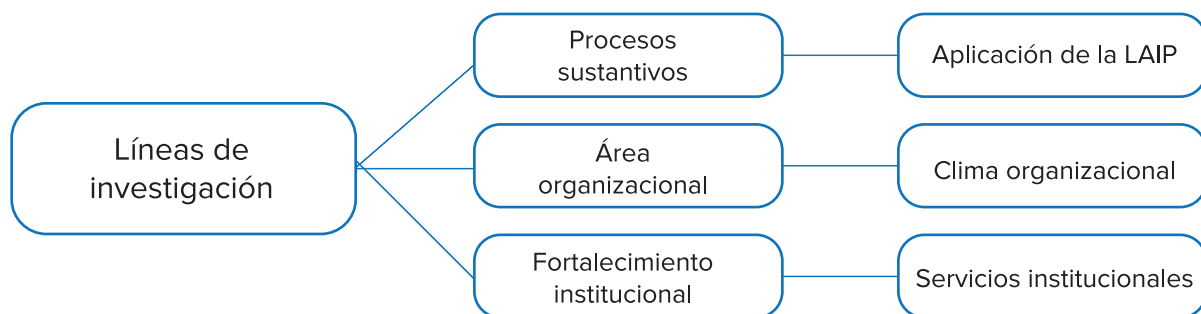 Líneas de
investigación
Procesos
sustantivos
Aplicación de la LAIP
Área
organizacional
Clima organizacional
Fortalecimiento
institucional
Servicios institucionales